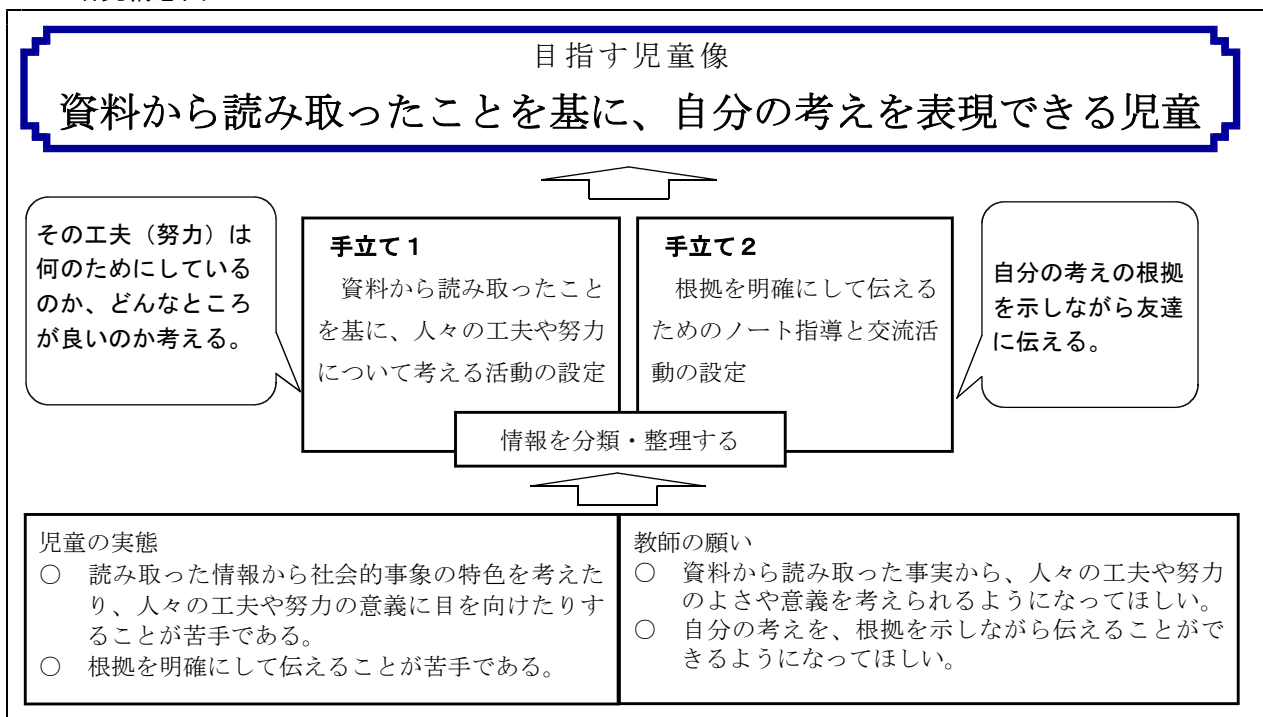 目指す児童像
資料から読み取ったことを基に、自分の考えを表現できる児童
その工夫（努力）は
何のためにしている
のか、どんなところ
が良いのか考える。
手立て１
資料から読み取ったこと
を基に、人々の工夫や努力
について考える活動の設定
手立て２
根拠を明確にして伝える
ためのノート指導と交流活
動の設定
自分の考えの根拠
を示しながら友達
に伝える。
情報を分類・整理する
児童の実態
○　読み取った情報から社会的事象の特色を考えた
り、人々の工夫や努力の意義に目を向けたりす
ることが苦手である。
○　根拠を明確にして伝えることが苦手である。
教師の願い
○　資料から読み取った事実から、人々の工夫や努力
のよさや意義を考えられるようになってほしい。
○　自分の考えを、根拠を示しながら伝えることがで
きるようになってほしい。